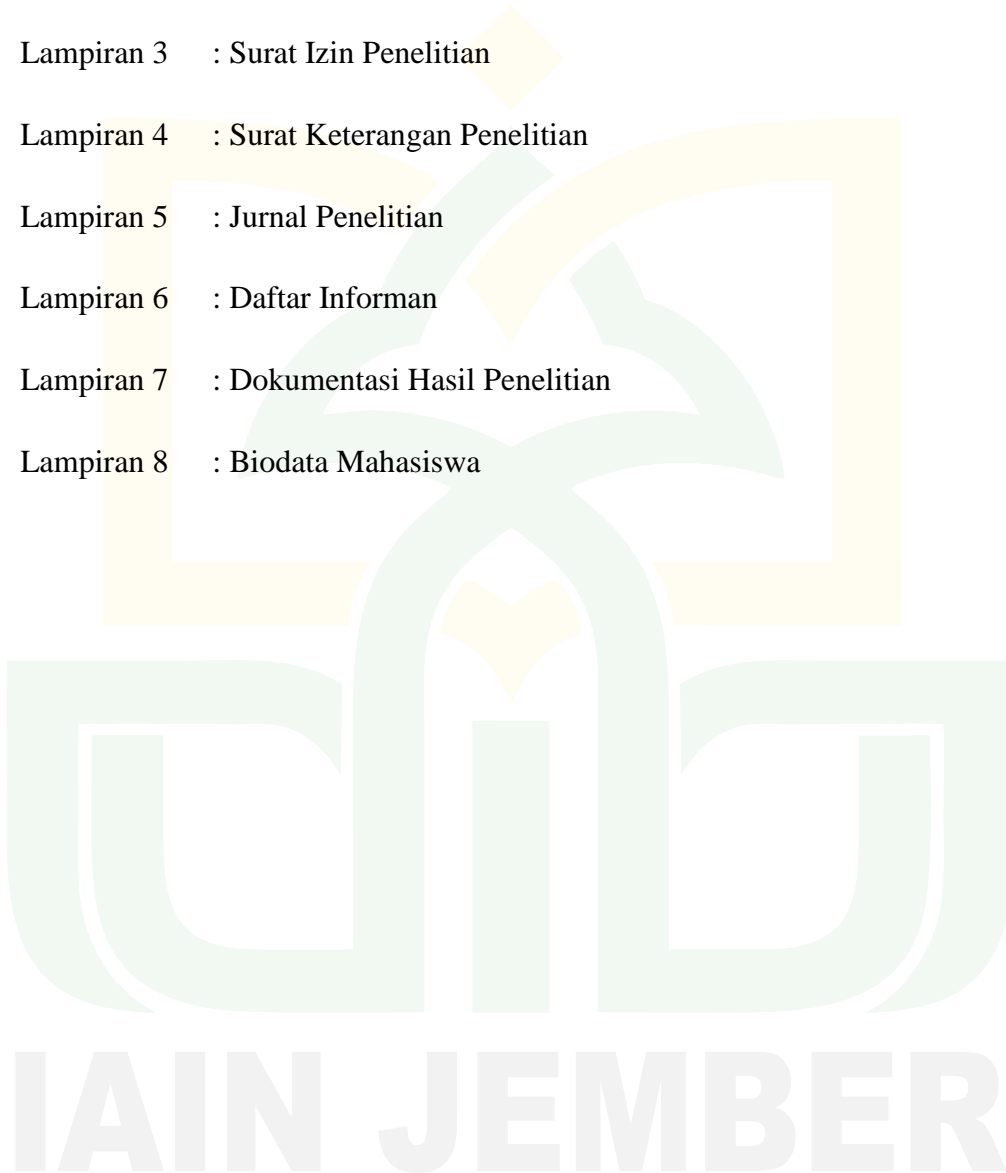 Lampiran 3 : Surat Izin Penelitian
Lampiran 4 : Surat Keterangan Penelitian
Lampiran 5 : Jurnal Penelitian
Lampiran 6 : Daftar Informan
Lampiran 7 : Dokumentasi Hasil Penelitian
Lampiran 8 : Biodata Mahasiswa
IAIN JEMBER